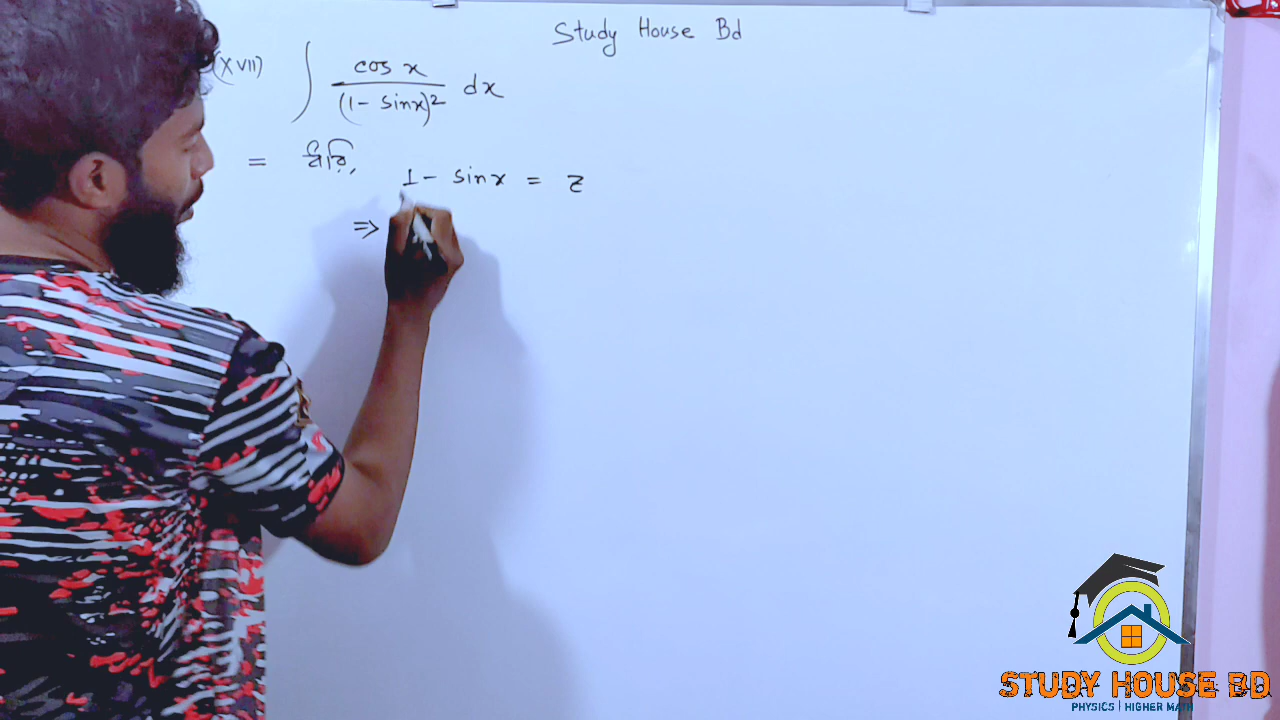 Study House Bd
(XVII) ∫ cos x / (1 - sinx)² dx
= ধরি,
1 - sinx = z
⇒
STUDY HOUSE BD
PHYSICS | HIGHER MATH